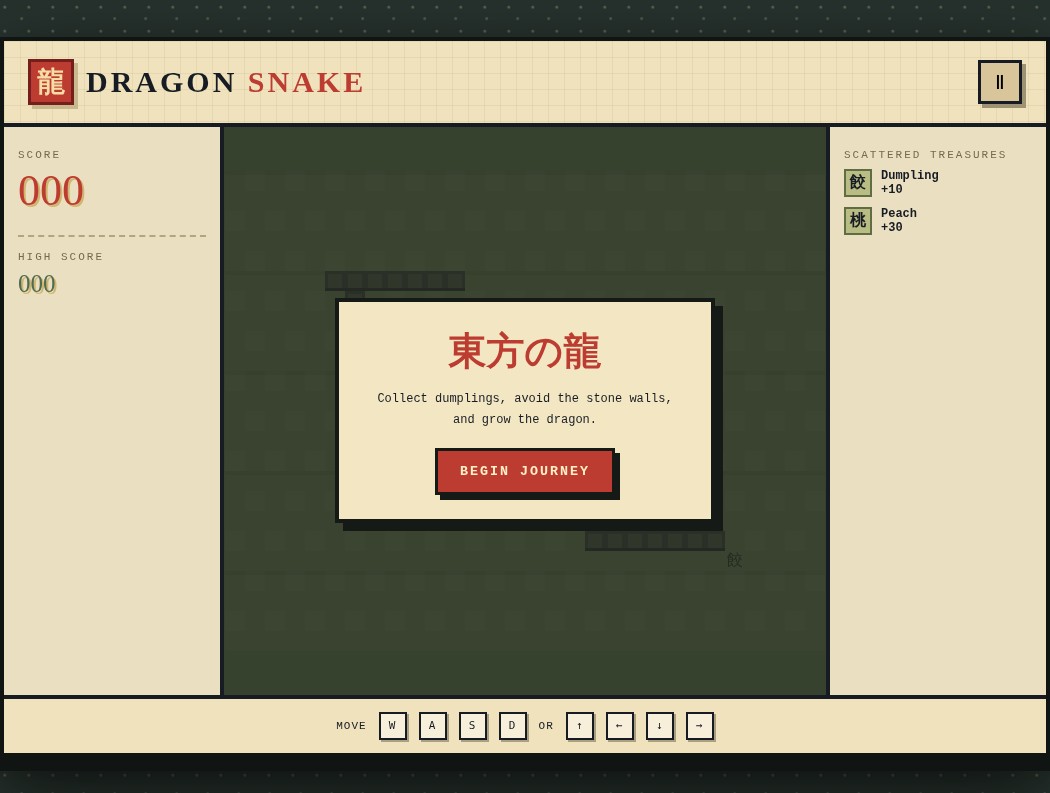 龍 DRAGON SNAKE
SCORE
000
HIGH SCORE
000
東方の龍
Collect dumplings, avoid the stone walls,
and grow the dragon.
BEGIN JOURNEY
餃
SCATTERED TREASURES
餃 Dumpling
+10
桃 Peach
+30
MOVE W A S D OR ↑ ← ↓ →